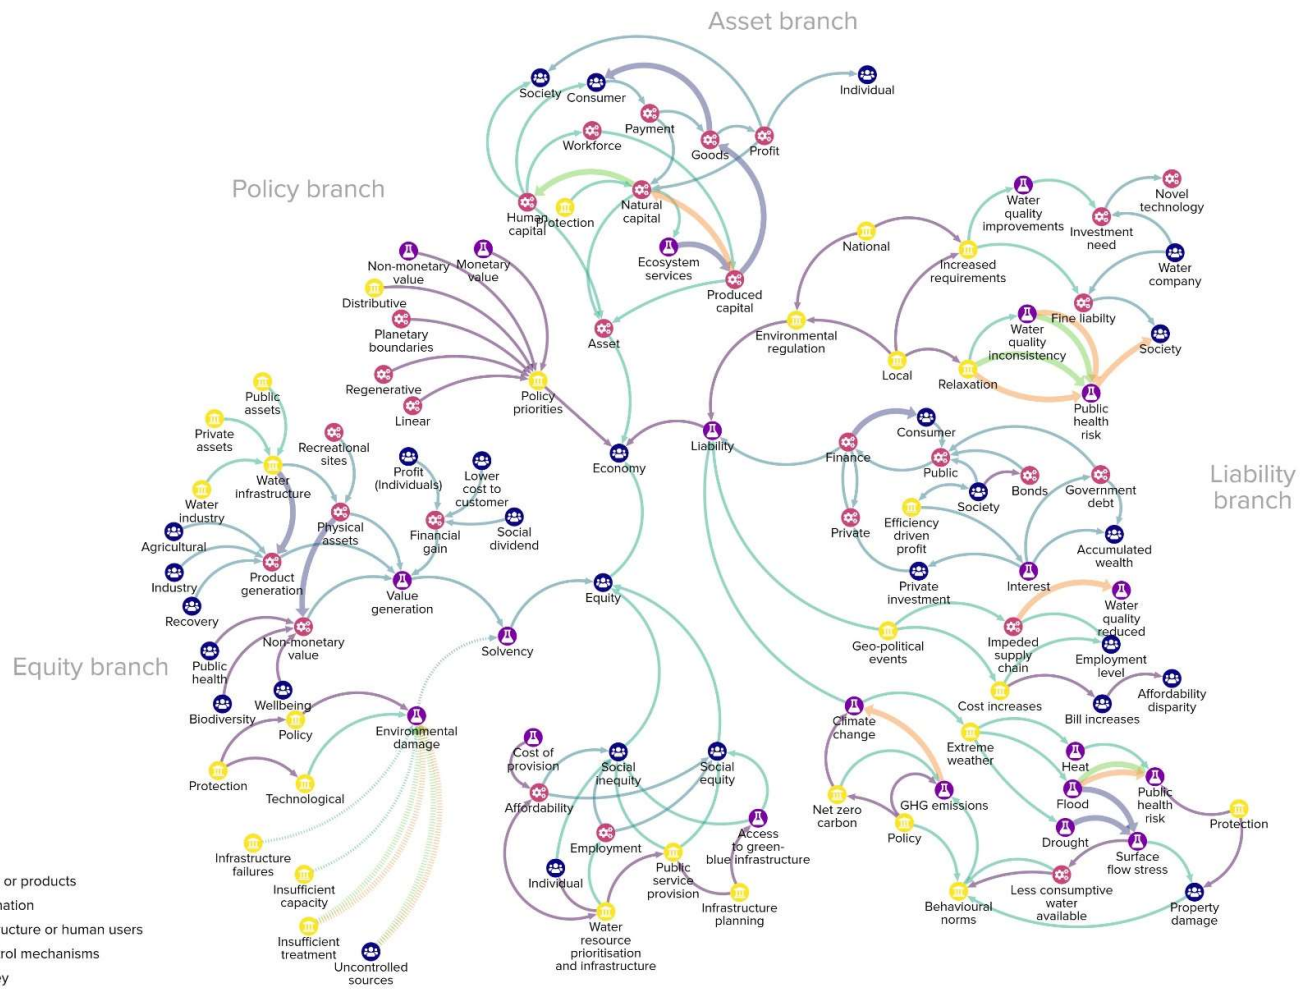 Asset branch
Society
Consumer
Individual
Payment
Workforce
Goods
Profit
Policy branch
Human
capital
Protection
Natural
capital
Ecosystem
services
Produced
capital
Asset
Non-monetary
value
Monetary
value
Distributive
Planetary
boundaries
Regenerative
Linear
Policy
priorities
Economy
National
Environmental
regulation
Local
Liability
Increased
requirements
Water
quality
improvements
Novel
technology
Investment
need
Water
company
Fine liabilty
Society
Water
quality
inconsistency
Relaxation
Public
health
risk
Liability
branch
Finance
Consumer
Public
Society
Bonds
Government
debt
Private
Efficiency
driven
profit
Accumulated
wealth
Private
investment
Interest
Public
assets
Private
assets
Water
industry
Water
infrastructure
Recreational
sites
Physical
assets
Profit
(Individuals)
Lower
cost to
customer
Financial
gain
Social
dividend
Agricultural
Industry
Recovery
Product
generation
Value
generation
Equity
Equity branch
Public
health
Non-monetary
value
Biodiversity
Wellbeing
Solvency
Policy
Protection
Technological
Environmental
damage
Infrastructure
failures
Insufficient
capacity
Insufficient
treatment
Uncontrolled
sources
Cost of
provision
Affordability
Social
inequity
Social
equity
Employment
Individual
Access
to green-
blue infrastructure
Public
service
provision
Infrastructure
planning
Water
resource
prioritisation
and infrastructure
Geo-political
events
Impeded
supply
chain
Water
quality
reduced
Employment
level
Cost increases
Bill increases
Affordability
disparity
Climate
change
Extreme
weather
Heat
Flood
Drought
Public
health
risk
Protection
Net zero
carbon
Policy
GHG emissions
Surface
flow stress
Behavioural
norms
Less consumptive
water
available
Property
damage
or products
nation
ructure or human users
rol mechanisms
ey